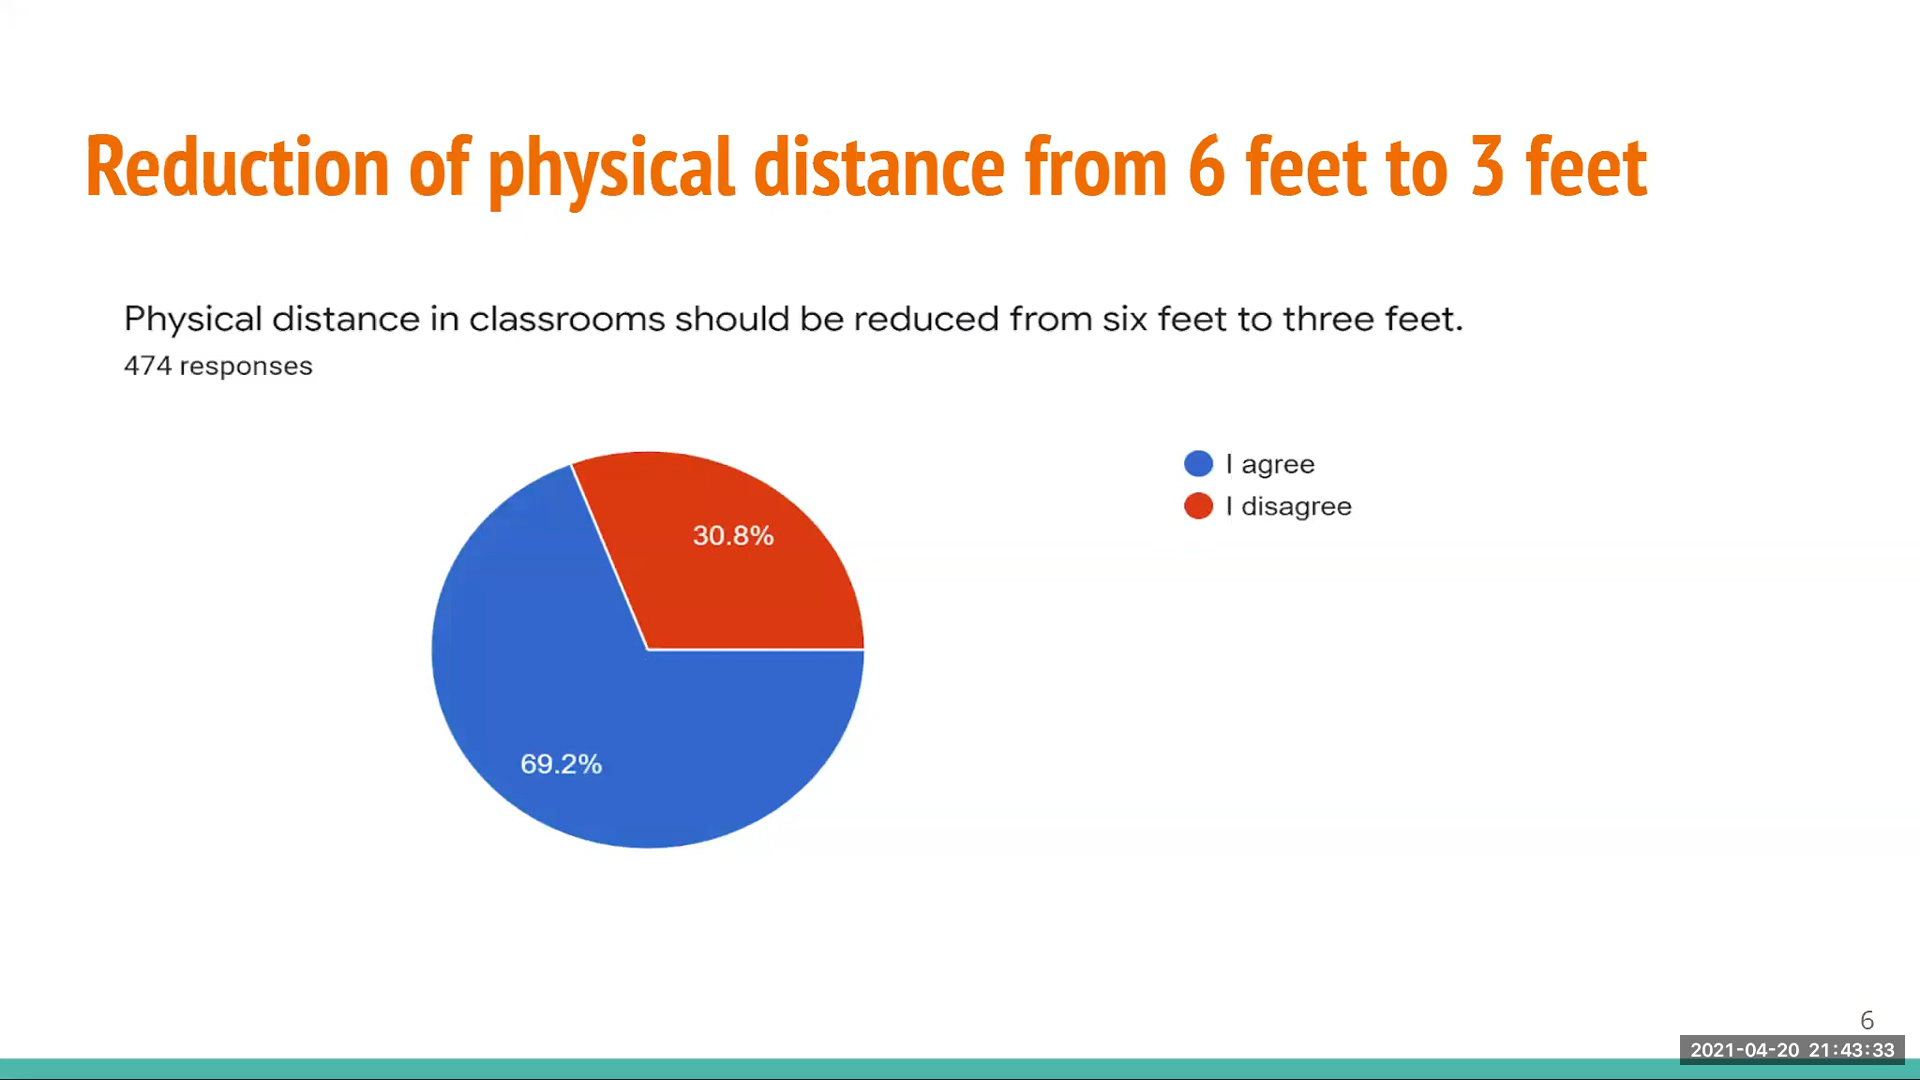 Reduction of physical distance from 6 feet to 3 feet
Physical distance in classrooms should be reduced from six feet to three feet.
474 responses
I agree
I disagree
30.8%
69.2%
6
2021-04-20 21:43:33